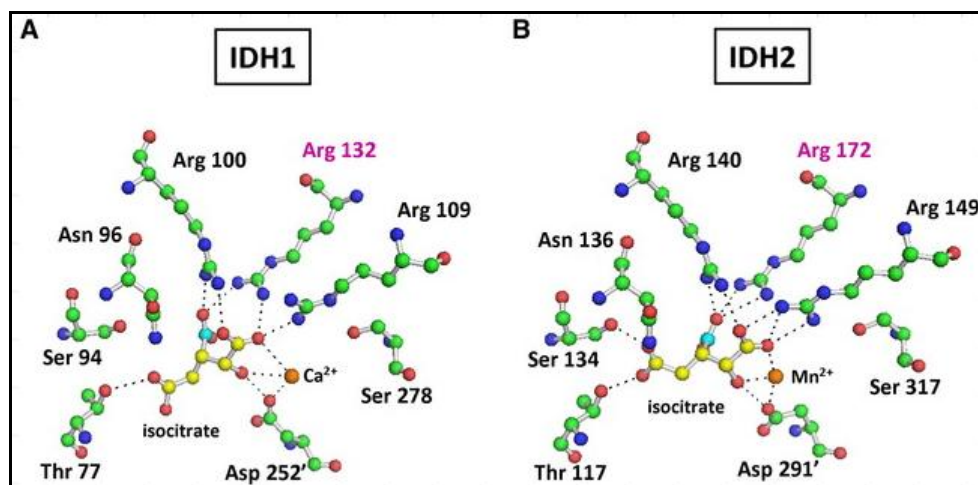 A
IDH1
Arg 100
Arg 132
Arg 109
Asn 96
Ser 94
Ca²⁺
Ser 278
isocitrate
Thr 77
Asp 252'
B
IDH2
Arg 140
Arg 172
Arg 149
Asn 136
Ser 134
Mn²⁺
Ser 317
isocitrate
Thr 117
Asp 291'